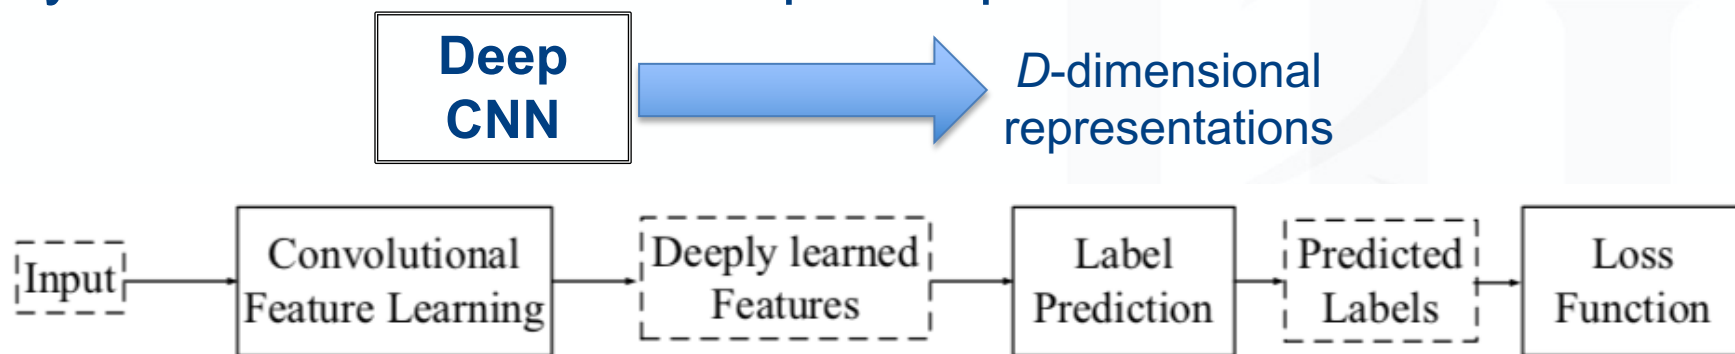 Deep
CNN
D-dimensional
representations
Input
Convolutional
Feature Learning
Deeply learned
Features
Label
Prediction
Predicted
Labels
Loss
Function